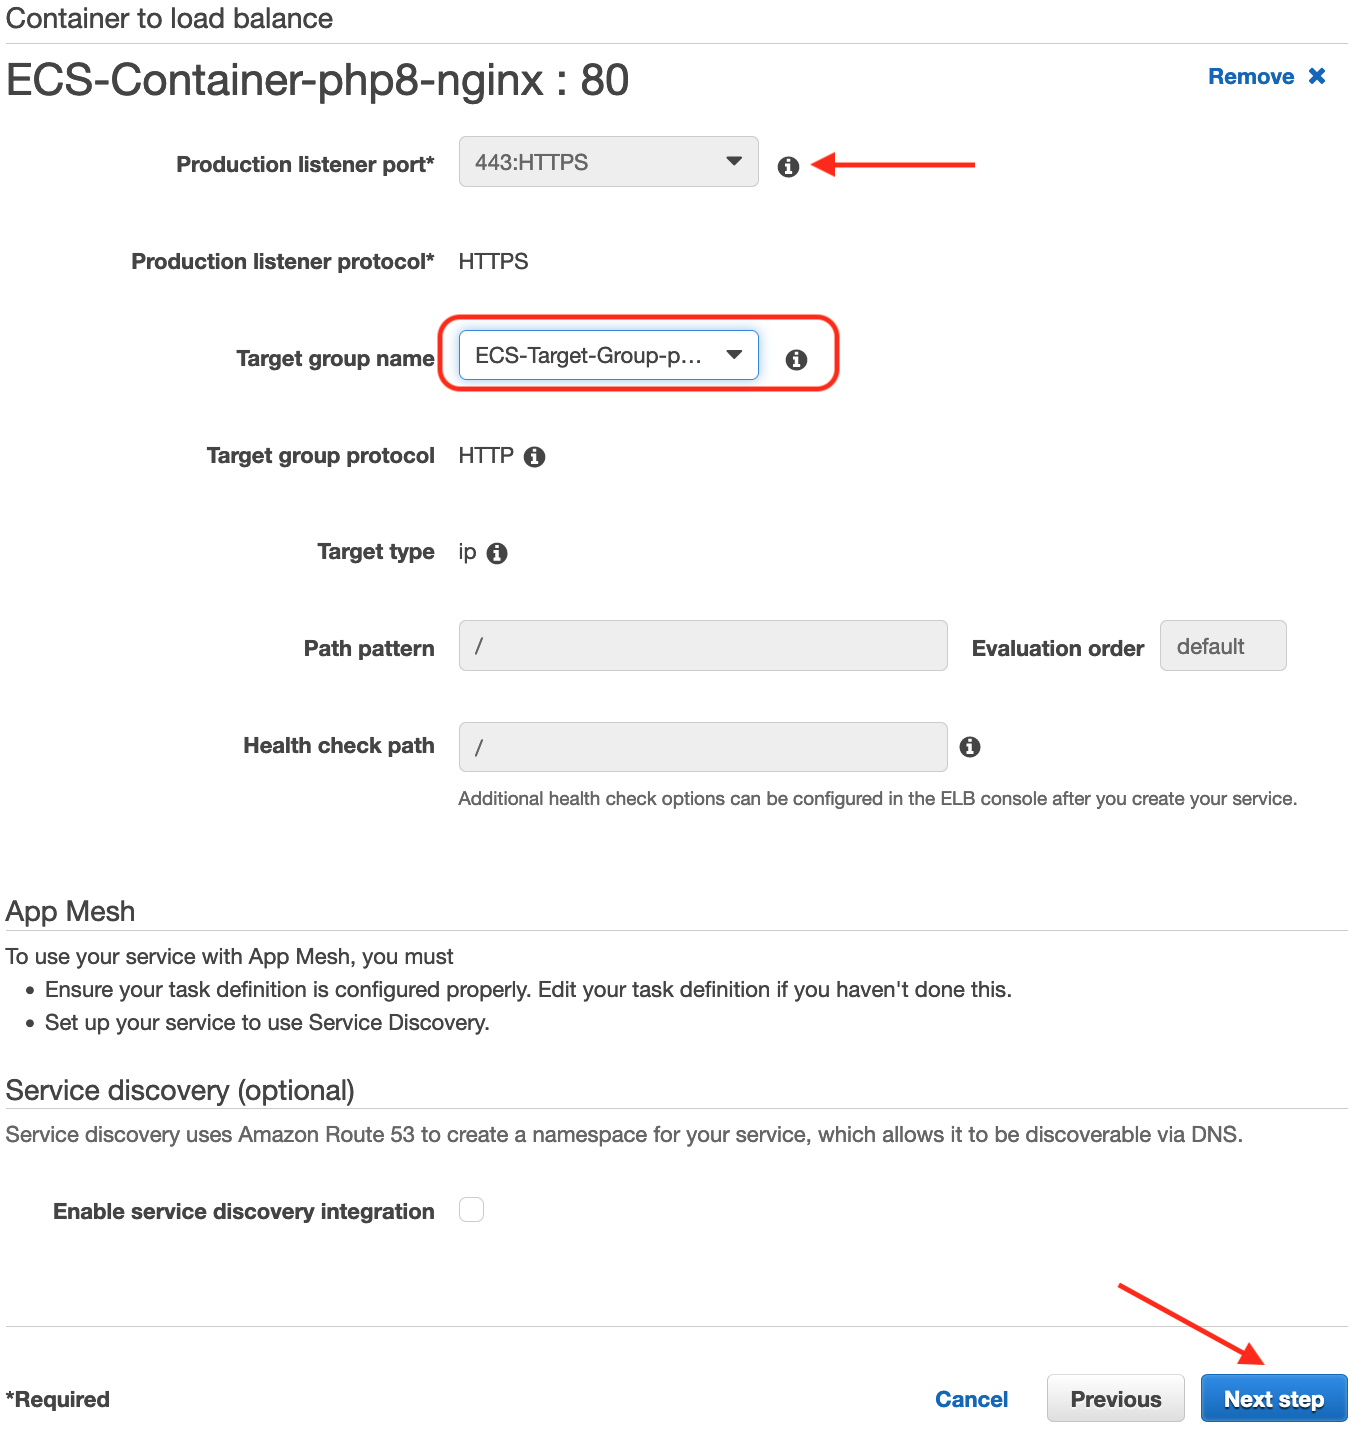 Container to load balance
ECS-Container-php8-nginx : 80
Remove ✖
Production listener port* 443:HTTPS
Production listener protocol* HTTPS
Target group name ECS-Target-Group-p...
Target group protocol HTTP
Target type ip
Path pattern / Evaluation order default
Health check path /
Additional health check options can be configured in the ELB console after you create your service.
App Mesh
To use your service with App Mesh, you must
• Ensure your task definition is configured properly. Edit your task definition if you haven't done this.
• Set up your service to use Service Discovery.
Service discovery (optional)
Service discovery uses Amazon Route 53 to create a namespace for your service, which allows it to be discoverable via DNS.
Enable service discovery integration
*Required Cancel Previous Next step